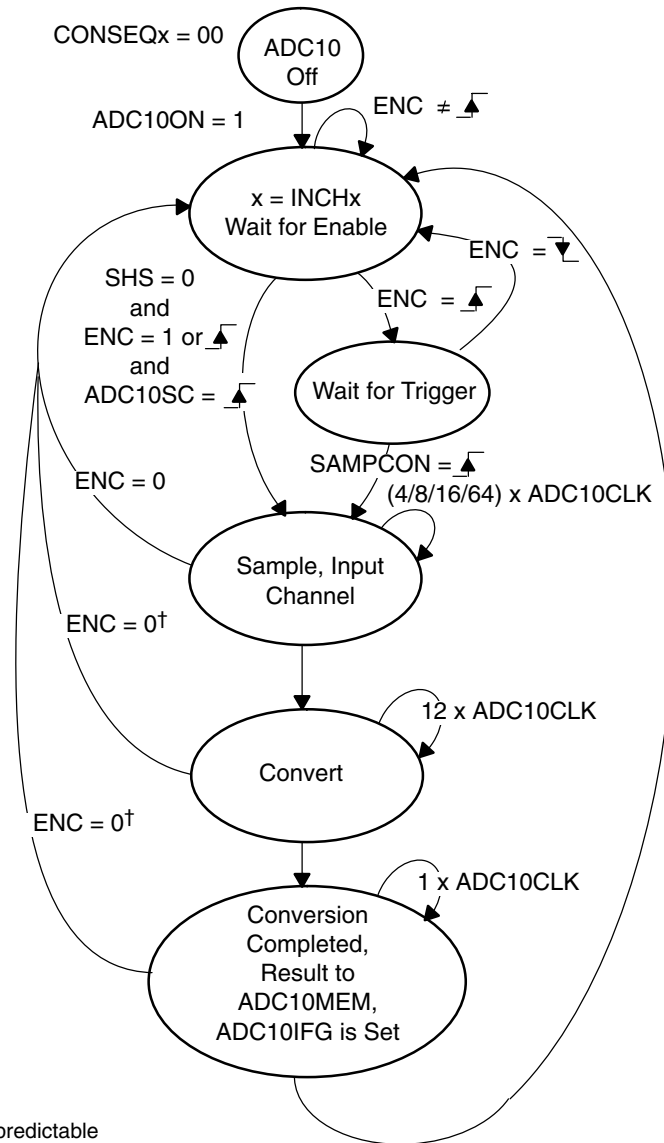 CONSEQx = 00
ADC10
Off
ADC10ON = 1
ENC ≠
x = INCHx
Wait for Enable
ENC =
SHS = 0
and
ENC = 1 or
and
ADC10SC =
ENC =
Wait for Trigger
SAMPCON =
(4/8/16/64) x ADC10CLK
ENC = 0
Sample, Input
Channel
ENC = 0†
12 x ADC10CLK
Convert
ENC = 0†
1 x ADC10CLK
Conversion
Completed,
Result to
ADC10MEM,
ADC10IFG is Set